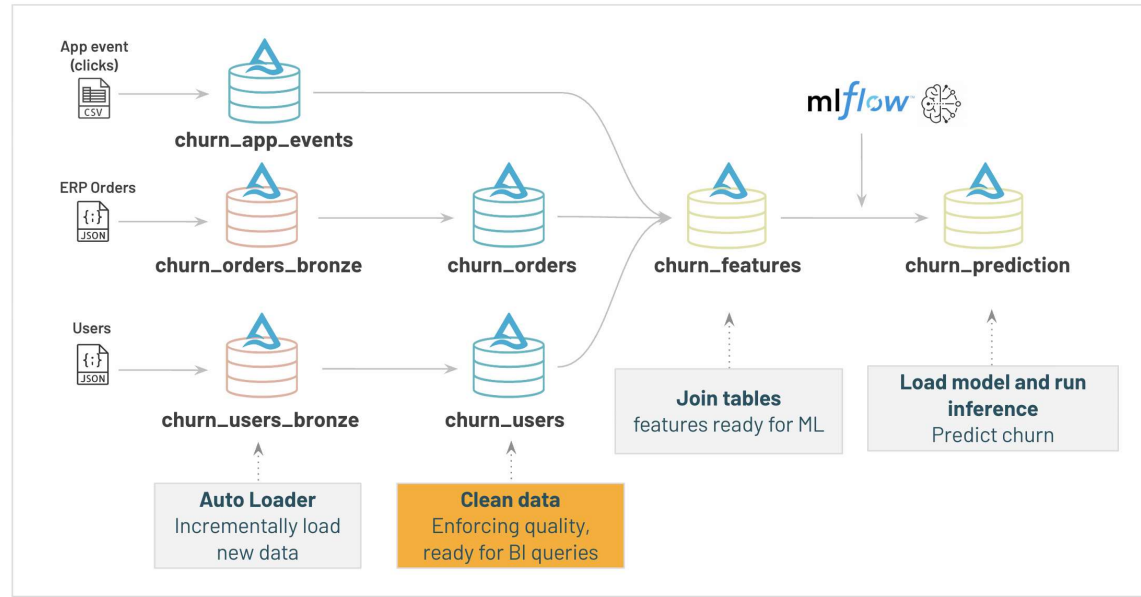 App event
(clicks)
CSV
churn_app_events
mlflow™
ERP Orders
{;}
JSON
churn_orders_bronze
churn_orders
churn_features
churn_prediction
Users
{;}
JSON
churn_users_bronze
churn_users
Join tables
features ready for ML
Load model and run
inference
Predict churn
Auto Loader
Incrementally load
new data
Clean data
Enforcing quality,
ready for BI queries